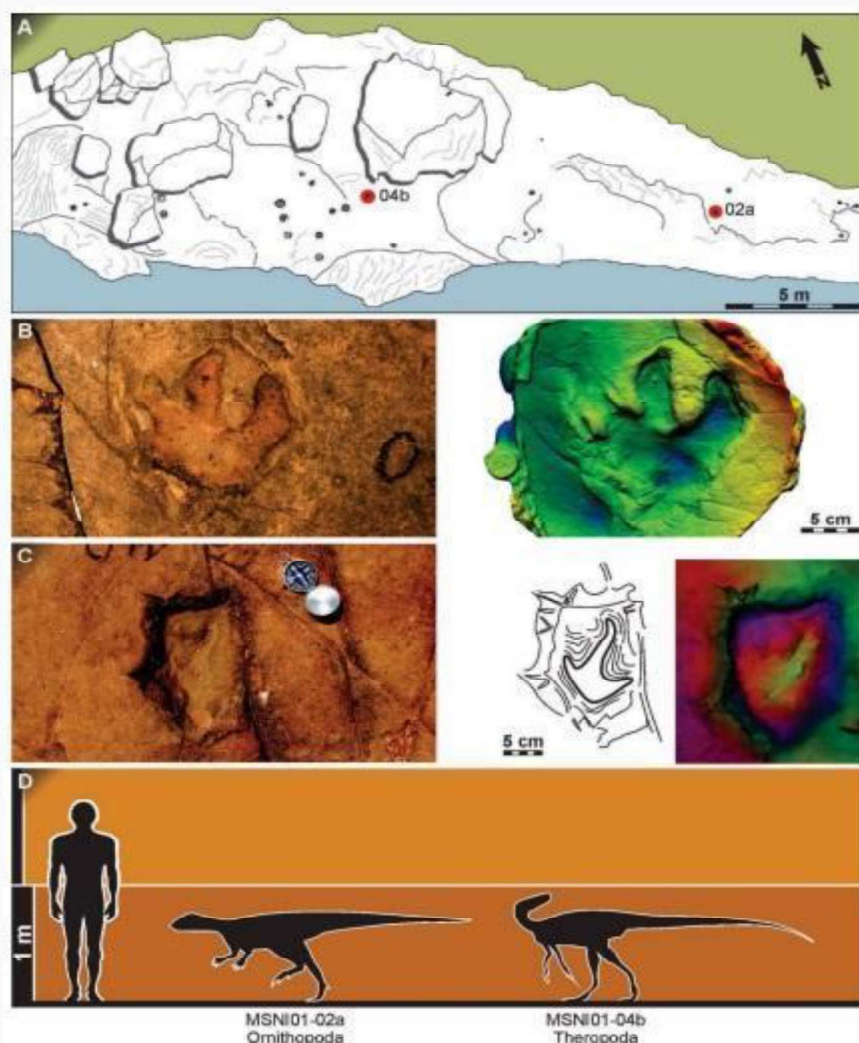 A
N
04b
02a
5 m
B
5 cm
C
5 cm
D
1 m
MSNI01-02a
Ornithopoda
MSNI01-04b
Theropoda